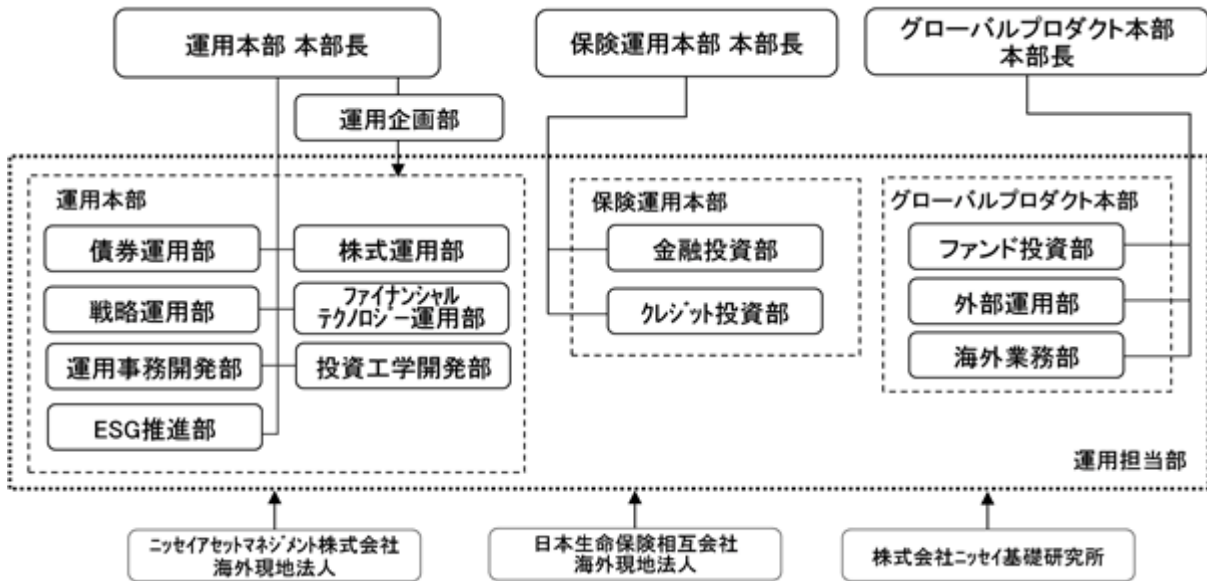 運用本部 本部長
保険運用本部 本部長
グローバルプロダクト本部
本部長
運用企画部
運用本部
債券運用部
株式運用部
戦略運用部
ファイナンシャル
テクノロジー運用部
運用事務開発部
投資工学開発部
ESG推進部
保険運用本部
金融投資部
クレジット投資部
グローバルプロダクト本部
ファンド投資部
外部運用部
海外業務部
運用担当部
ニッセイアセットマネジメント株式会社
海外現地法人
日本生命保険相互会社
海外現地法人
株式会社ニッセイ基礎研究所